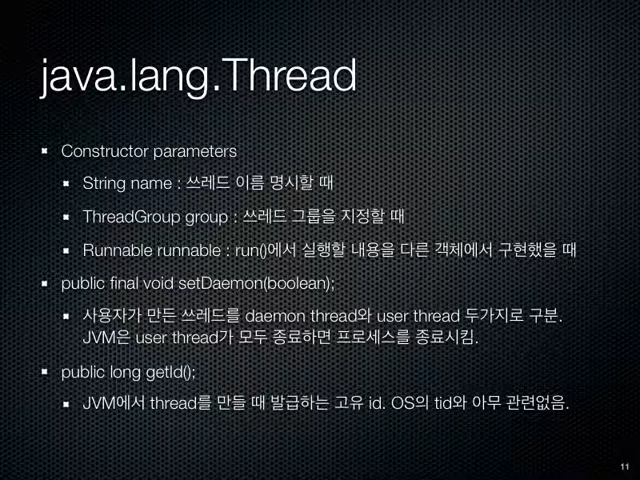 java.lang.Thread
Constructor parameters
String name : 쓰레드 이름 명시할 때
ThreadGroup group : 쓰레드 그룹을 지정할 때
Runnable runnable : run()에서 실행할 내용을 다른 객체에서 구현했을 때
public final void setDaemon(boolean);
사용자가 만든 쓰레드를 daemon thread와 user thread 두가지로 구분.
JVM은 user thread가 모두 종료하면 프로세스를 종료시킴.
public long getId();
JVM에서 thread를 만들 때 발급하는 고유 id. OS의 tid와 아무 관련없음.
11